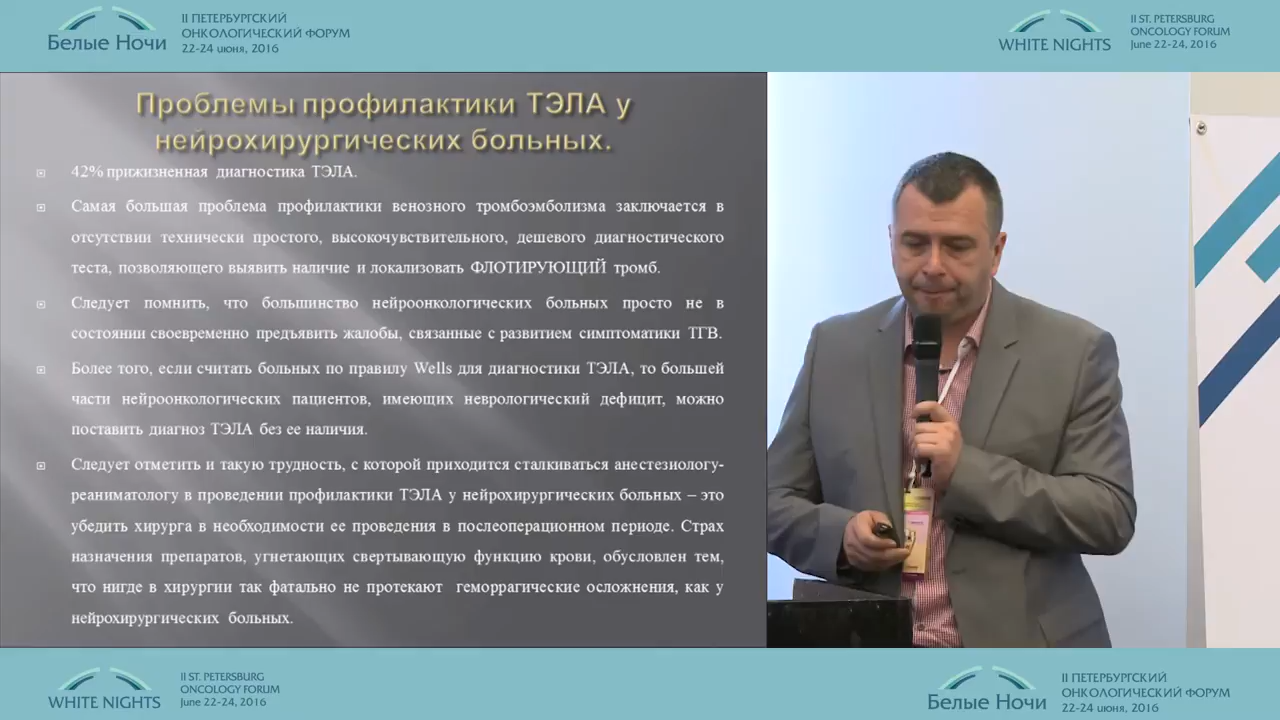 Белые Ночи
II ПЕТЕРБУРГСКИЙ
ОНКОЛОГИЧЕСКИЙ ФОРУМ
22-24 июня, 2016
WHITE NIGHTS
II ST. PETERSBURG
ONCOLOGY FORUM
June 22-24, 2016
Проблемы профилактики ТЭЛА у
нейрохирургических больных.
42% прижизненная диагностика ТЭЛА.
Самая большая проблема профилактики венозного тромбоэмболизма заключается в
отсутствии технически простого, высокочувствительного, дешевого диагностического
теста, позволяющего выявить наличие и локализовать ФЛОТИРУЮЩИЙ тромб.
Следует помнить, что большинство нейроонкологических больных просто не в
состоянии своевременно предъявить жалобы, связанные с развитием симптоматики ТГВ.
Более того, если считать больных по правилу Wells для диагностики ТЭЛА, то большей
части нейроонкологических пациентов, имеющих неврологический дефицит, можно
поставить диагноз ТЭЛА без ее наличия.
Следует отметить и такую трудность, с которой приходится сталкиваться анестезиологу-
реаниматологу в проведении профилактики ТЭЛА у нейрохирургических больных – это
убедить хирурга в необходимости ее проведения в послеоперационном периоде. Страх
назначения препаратов, угнетающих свертывающую функцию крови, обусловлен тем,
что нигде в хирургии так фатально не протекают геморрагические осложнения, как у
нейрохирургических больных.
WHITE NIGHTS
II ST. PETERSBURG
ONCOLOGY FORUM
June 22-24, 2016
Белые Ночи
II ПЕТЕРБУРГСКИЙ
ОНКОЛОГИЧЕСКИЙ ФОРУМ
22-24 июня, 2016